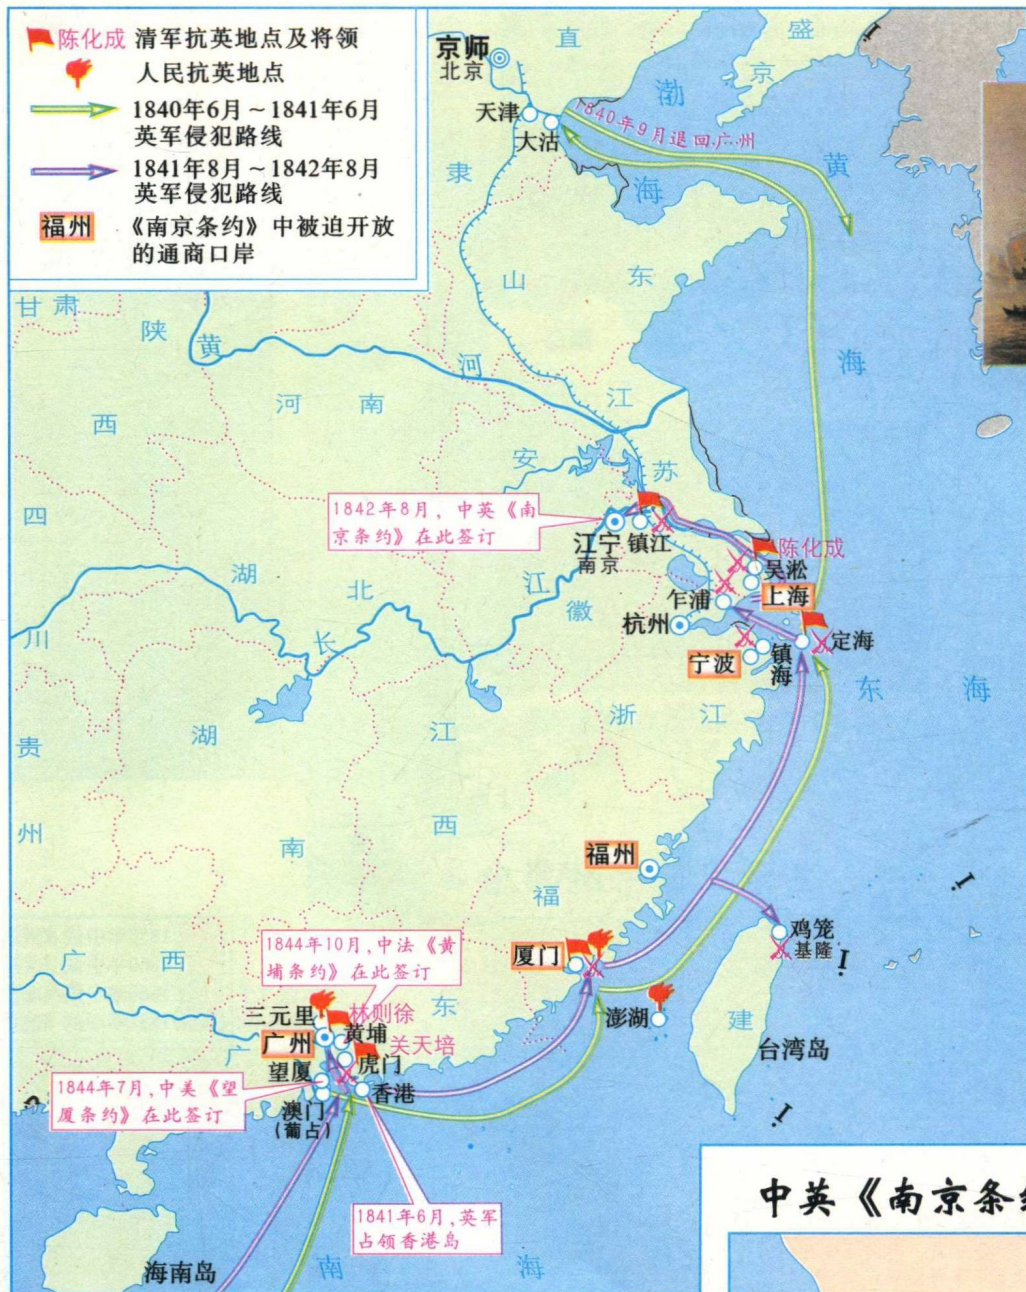 陈化成 清军抗英地点及将领
人民抗英地点
1840年6月～1841年6月
英军侵犯路线
1841年8月～1842年8月
英军侵犯路线
福州 《南京条约》中被迫开放
的通商口岸
京师
北京
直
隶
盛
京
渤
海
天津
大沽
1840年9月退回广州
黄
海
山
东
甘肃
陕
西
黄
河
河
南
江
苏
安
徽
四
川
1842年8月，中英《南
京条约》在此签订
江宁
南京
镇江
陈化成
吴淞
上海
乍浦
杭州
宁波
镇
海
定海
湖
北
长
江
东
海
浙
江
贵
州
湖
南
江
西
福州
福
建
鸡笼
基隆
厦门
澎湖
台湾岛
广
西
1844年10月，中法《黄
埔条约》在此签订
三元里
林则徐
广州
黄埔
关天培
虎门
广
东
望厦
香港
1844年7月，中美《望
厦条约》在此签订
澳门
(葡占)
1841年6月，英军
占领香港岛
海南岛
南
海
中英《南京条